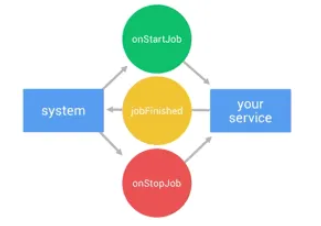 onStartJob
system
jobFinished
your
service
onStopJob